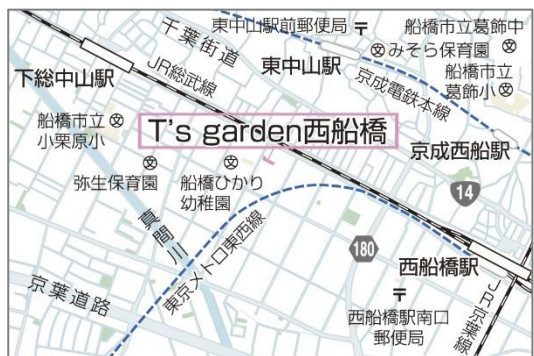 東中山駅前郵便局
船橋市立葛飾中
千葉街道
みそら保育園
下総中山駅
JR総武線
東中山駅
船橋市立
葛飾小
京成電鉄本線
船橋市立
小栗原小
T's garden西船橋
京成西船駅
弥生保育園
船橋ひかり
幼稚園
14
真間川
東京メトロ東西線
180
西船橋駅
京葉道路
西船橋駅南口
郵便局
JR京葉線